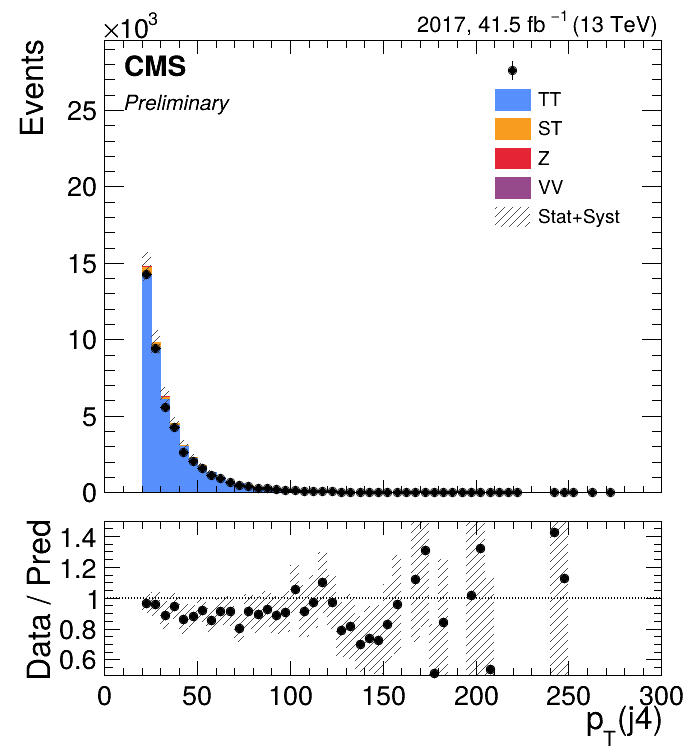 ×10³
2017, 41.5 fb⁻¹ (13 TeV)
CMS
Preliminary
Events
TT
ST
Z
VV
Stat+Syst
25
20
15
10
5
0
Data / Pred
1.4
1.2
1
0.8
0.6
0 50 100 150 200 250 300
p_T(j4)